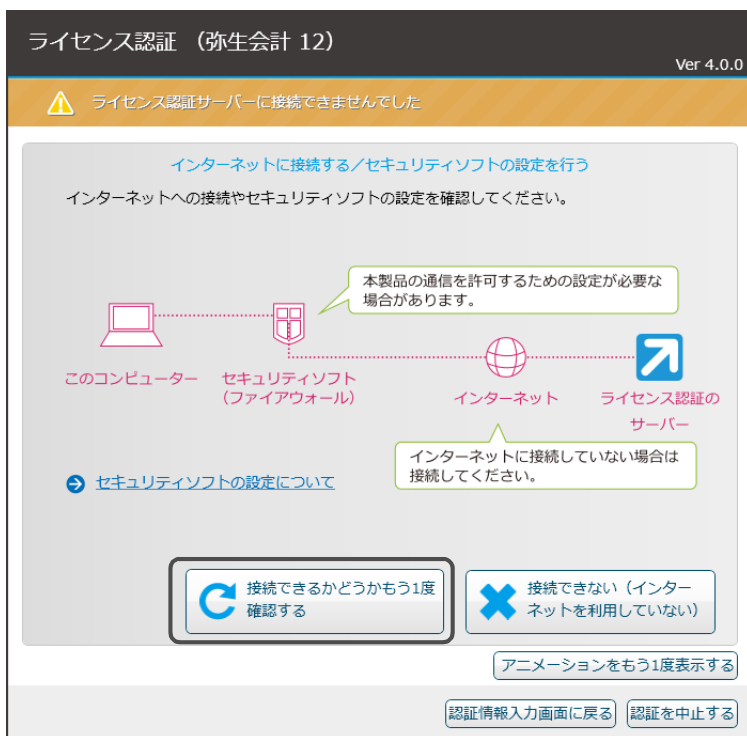 ライセンス認証 （弥生会計 12）
Ver 4.0.0
ライセンス認証サーバーに接続できませんでした
インターネットに接続する／セキュリティソフトの設定を行う
インターネットへの接続やセキュリティソフトの設定を確認してください。
本製品の通信を許可するための設定が必要な
場合があります。
このコンピューター
セキュリティソフト
（ファイアウォール）
インターネット
ライセンス認証の
サーバー
インターネットに接続していない場合は
接続してください。
セキュリティソフトの設定について
接続できるかどうかもう1度
確認する
接続できない（インター
ネットを利用していない）
アニメーションをもう1度表示する
認証情報入力画面に戻る
認証を中止する